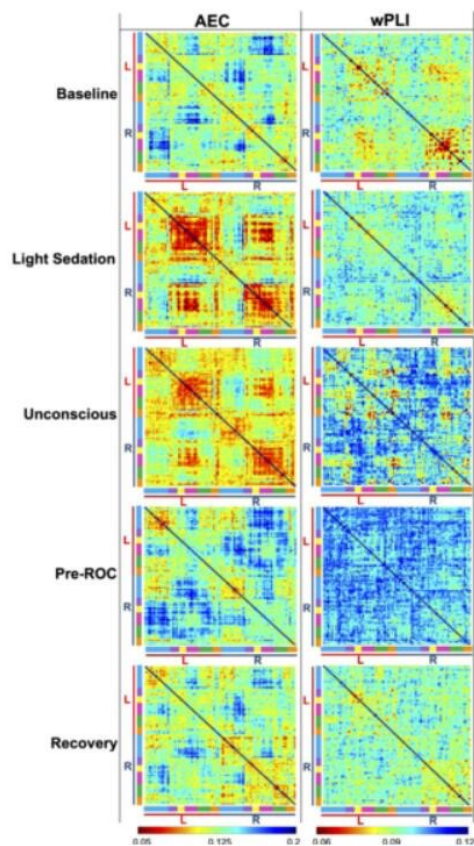 AEC wPLI
L
Baseline
R
L R L R
L L
Light Sedation
R R
L R L R
L L
Unconscious
R R
L R L R
L L
Pre-ROC
R R
L R L R
L L
Recovery
R R
L R L R
0.05 0.125 0.2 0.06 0.09